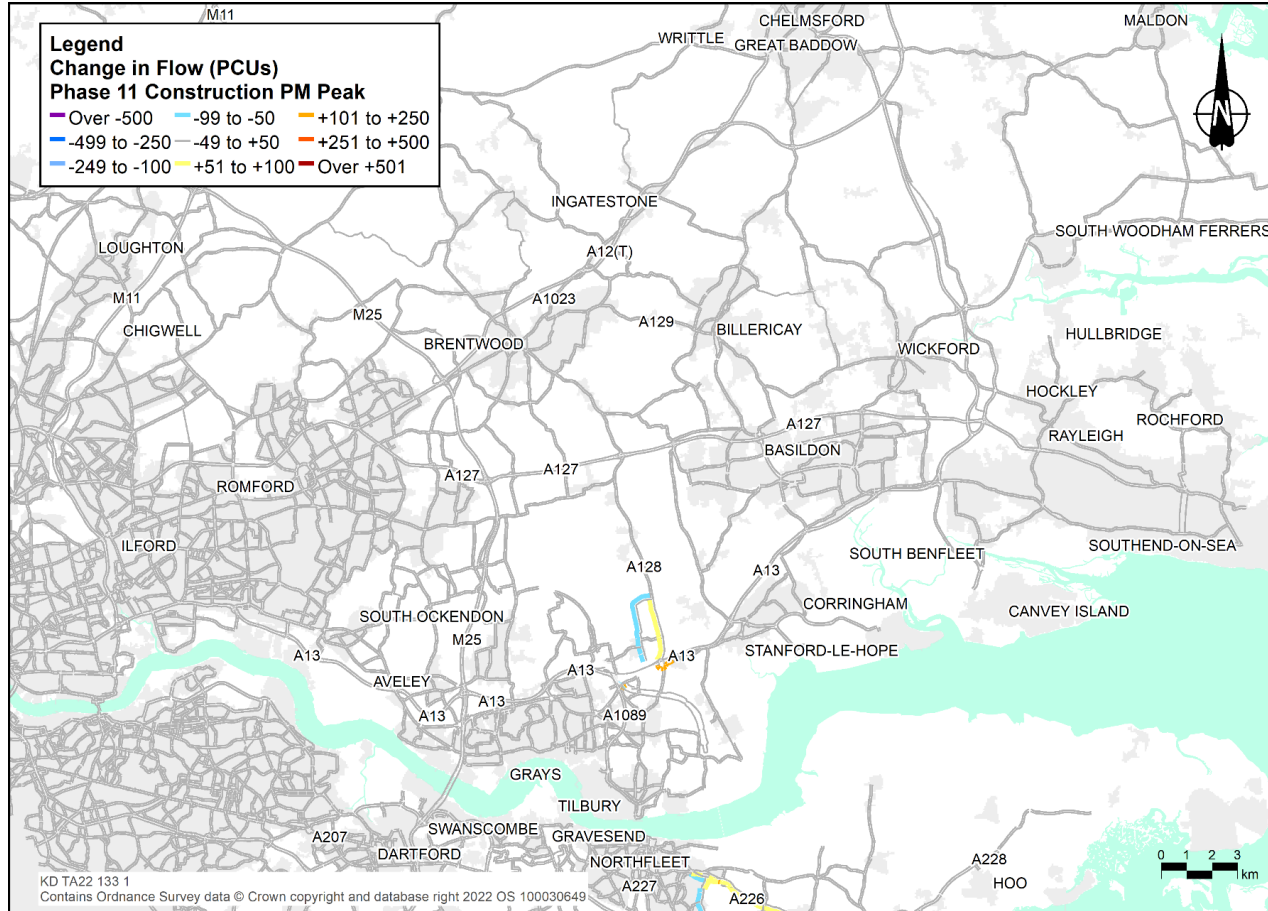 M11
CHELMSFORD
MALDON
WRITTLE
GREAT BADDOW
Legend
Change in Flow (PCUs)
Phase 11 Construction PM Peak
Over -500
-99 to -50
+101 to +250
-499 to -250
-49 to +50
+251 to +500
-249 to -100
+51 to +100
Over +501
N
INGATESTONE
SOUTH WOODHAM FERRERS
LOUGHTON
A12(T)
M11
A1023
M25
CHIGWELL
A129
BILLERICAY
HULLBRIDGE
BRENTWOOD
WICKFORD
HOCKLEY
ROCHFORD
A127
RAYLEIGH
BASILDON
A127
A127
ROMFORD
ILFORD
SOUTHEND-ON-SEA
SOUTH BENFLEET
A128
A13
CORRINGHAM
CANVEY ISLAND
SOUTH OCKENDON
M25
A13
A13
STANFORD-LE-HOPE
A13
AVELEY
A13
A13
A1089
GRAYS
TILBURY
SWANSCOMBE
A207
GRAVESEND
DARTFORD
NORTHFLEET
A228
HOO
A227
A226
0 1 2 3
km
KD TA22 133 1
Contains Ordnance Survey data © Crown copyright and database right 2022 OS 100030649